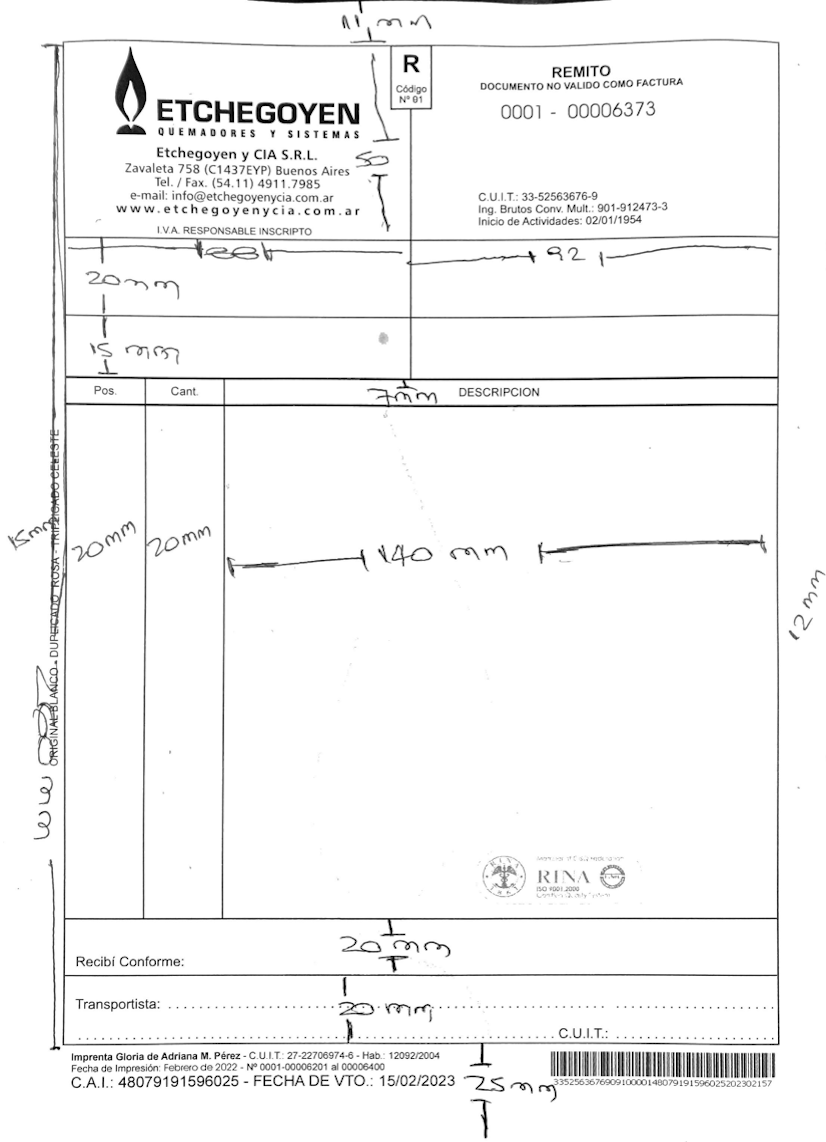 11 mm
R
Código
Nº 01
ETCHEGOYEN
QUEMADORES Y SISTEMAS
Etchegoyen y CIA S.R.L.
Zavaleta 758 (C1437EYP) Buenos Aires
Tel. / Fax. (54.11) 4911.7985
e-mail: info@etchegoyenycia.com.ar
www.etchegoyenycia.com.ar
I.V.A. RESPONSABLE INSCRIPTO
50
REMITO
DOCUMENTO NO VALIDO COMO FACTURA
0001 - 00006373
C.U.I.T.: 33-52563676-9
Ing. Brutos Conv. Mult.: 901-912473-3
Inicio de Actividades: 02/01/1954
88
92
20mm
15 mm
Pos.
Cant.
7mm
DESCRIPCION
15mm
20mm
20mm
140 mm
12mm
ORIGINAL BLANCO - DUPLICADO ROSA - TRIPLICADO CELESTE
RINA
ISO 9001:2000
20 mm
Recibí Conforme:
Transportista:
20 mm
C.U.I.T.:
Imprenta Gloria de Adriana M. Pérez - C.U.I.T.: 27-22706974-6 - Hab.: 12092/2004
Fecha de Impresión: Febrero de 2022 - Nº 0001-00006201 al 00006400
C.A.I.: 48079191596025 - FECHA DE VTO.: 15/02/2023
25 mm
335256367690910000148079191596025202302157